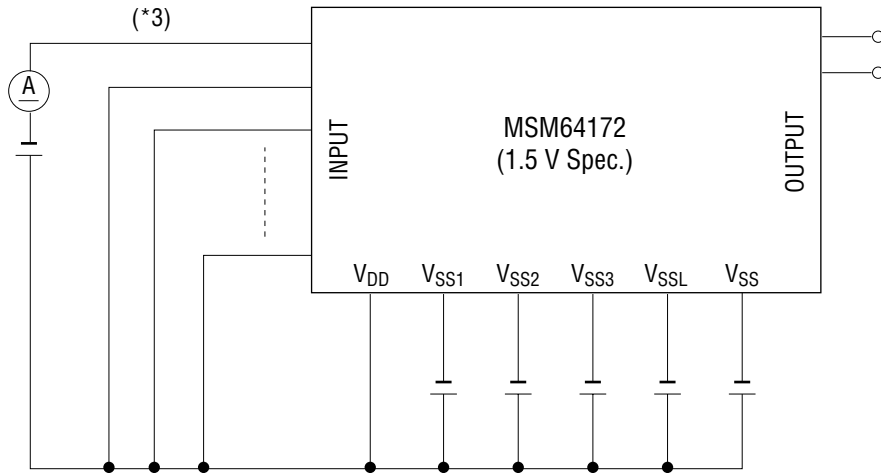 (*3)
A
INPUT
MSM64172
(1.5 V Spec.)
OUTPUT
VDD VSS1 VSS2 VSS3 VSSL VSS